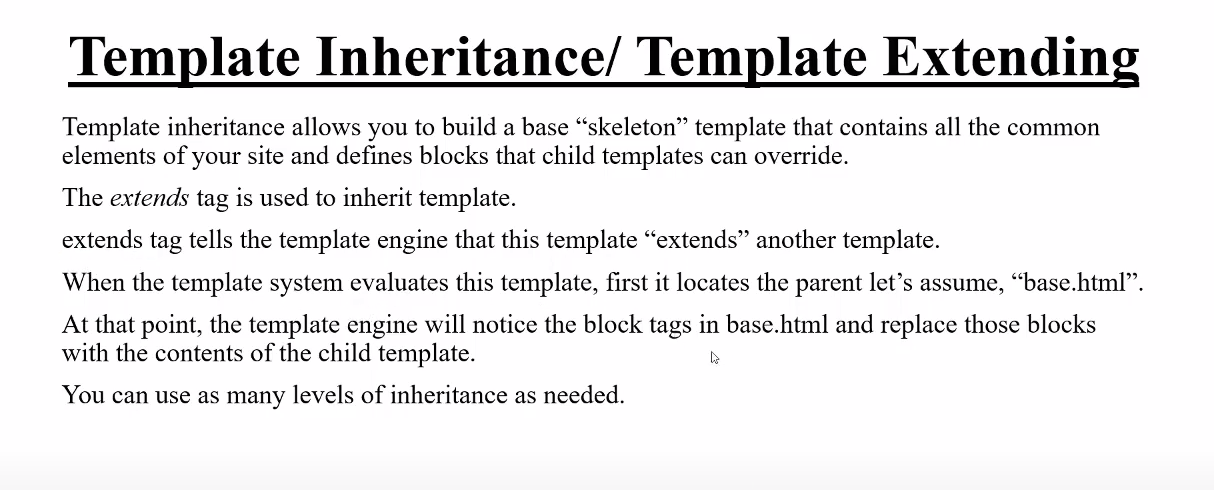 Template Inheritance/ Template Extending
Template inheritance allows you to build a base “skeleton” template that contains all the common
elements of your site and defines blocks that child templates can override.
The extends tag is used to inherit template.
extends tag tells the template engine that this template “extends” another template.
When the template system evaluates this template, first it locates the parent let’s assume, “base.html”.
At that point, the template engine will notice the block tags in base.html and replace those blocks
with the contents of the child template.
You can use as many levels of inheritance as needed.